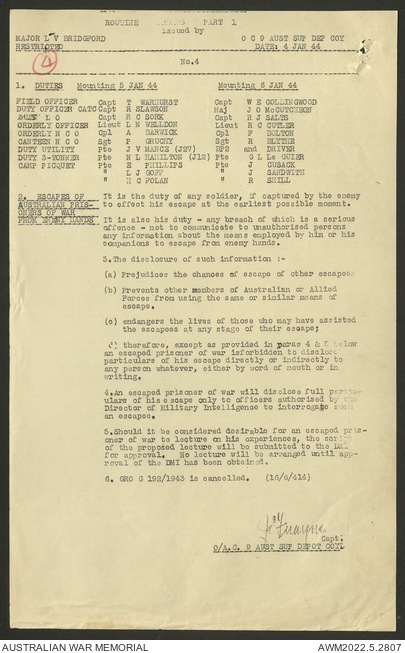 ROUTINE ORDERS PART 1
issued by
MAJOR L V BRIDGFORD O C 9 AUST SUP DEP COY
RESTRICTED DATE: 4 JAN 44
4
No.4
1. DUTIES Mounting 5 JAN 44 Mounting 6 JAN 44
FIELD OFFICER Capt T WARHURST Capt W E COLLINGWOOD
DUTY OFFICER CATC Capt R SLAWSON Maj J O McCUTCHEON
L O Capt R C SORK Capt R J SALTS
ORDERLY OFFICER Lieut L N WELLDON Lieut R C CUTLER
ORDERLY N C O Cpl A BARWICK Cpl F BOLTON
CANTEEN N C O Sgt P GRUCHY Sgt R BLYTHE
DUTY UTILITY Pte J V MANCE (J27) and DRIVER
DUTY 3-TONNER Pte N L HAMILTON (J12) Pte G L Le GUIER
CAMP PICQUET Pte E PHILLIPS Pte J CUSACK
" L J GOFF " J SANDWITH
" H C FOLAN " R SHILL
2. ESCAPES OF It is the duty of any soldier, if captured by the enemy
AUSTRALIAN PRIS- to effect his escape at the earliest possible moment.
ONERS OF WAR
FROM ENEMY HANDS It is also his duty - any breach of which is a serious
offence - not to communicate to unauthorised persons
any information about the means employed by him or his
companions to escape from enemy hands.
3.The disclosure of such information :-
(a) Prejudices the chances of escape of other escapees
(b) Prevents other members of Australian or Allied
Forces from using the same or similar means of
escape.
(c) endangers the lives of those who may have assisted
the escapees at any stage of their escape;
therefore, except as provided in paras 4 & 5 below
an escaped prisoner of war isforbidden to disclose
particulars of his escape directly or indirectly to
any person whatever, either by word of mouth or in
writing.
4.An escaped prisoner of war will disclose full partic-
ulars of his escape only to officers authorised by the
Director of Military Intelligence to interrogate such
an escapee.
5.Should it be considered desirable for an escaped pris-
oner of war to lecture on his experiences, the script
of the proposed lecture will be submitted to the DMI
for approval. No lecture will be arranged until app-
roval of the DMI has been obtained.
6. GRO G 192/1943 is cancelled. (16/6/414)
Capt:
O/A.C. 9 AUST SUP DEPOT COY
AUSTRALIAN WAR MEMORIAL AWM2022.5.2807